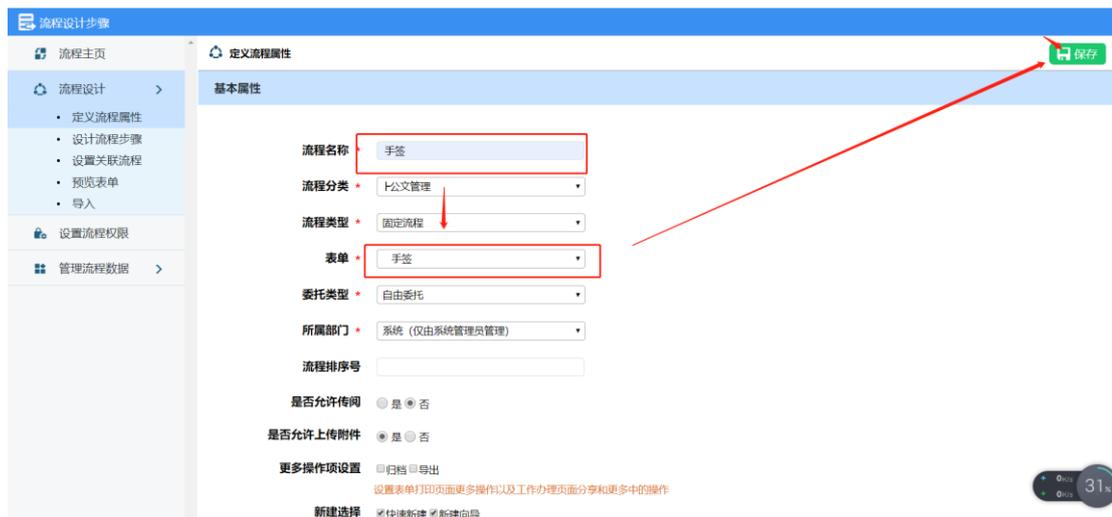 流程设计步骤
流程主页
定义流程属性
保存
流程设计
基本属性
定义流程属性
设计流程步骤
设置关联流程
预览表单
导入
设置流程权限
管理流程数据
流程名称 * 手签
流程分类 * 公文管理
流程类型 * 固定流程
表单 * 手签
委托类型 * 自由委托
所属部门 * 系统（仅由系统管理员管理）
流程排序号
是否允许传阅 是 否
是否允许上传附件 是 否
更多操作项设置 归档 导出
设置表单打印页面更多操作以及工作办理页面分享和更多中的操作
新建选择 快速新建 新建向导
0K/s
0K/s
31%